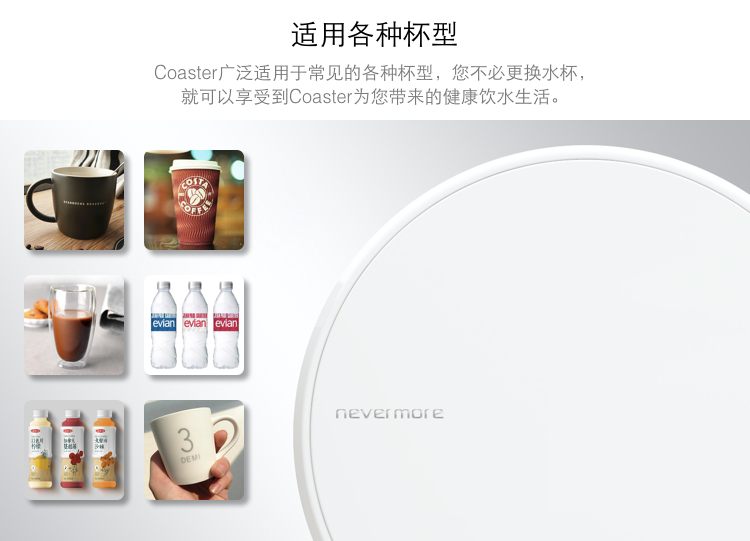 适用各种杯型
Coaster广泛适用于常见的各种杯型，您不必更换水杯，
就可以享受到Coaster为您带来的健康饮水生活。
COSTA
COFFEE
evian
evian
evian
3
DEMI
nevermore